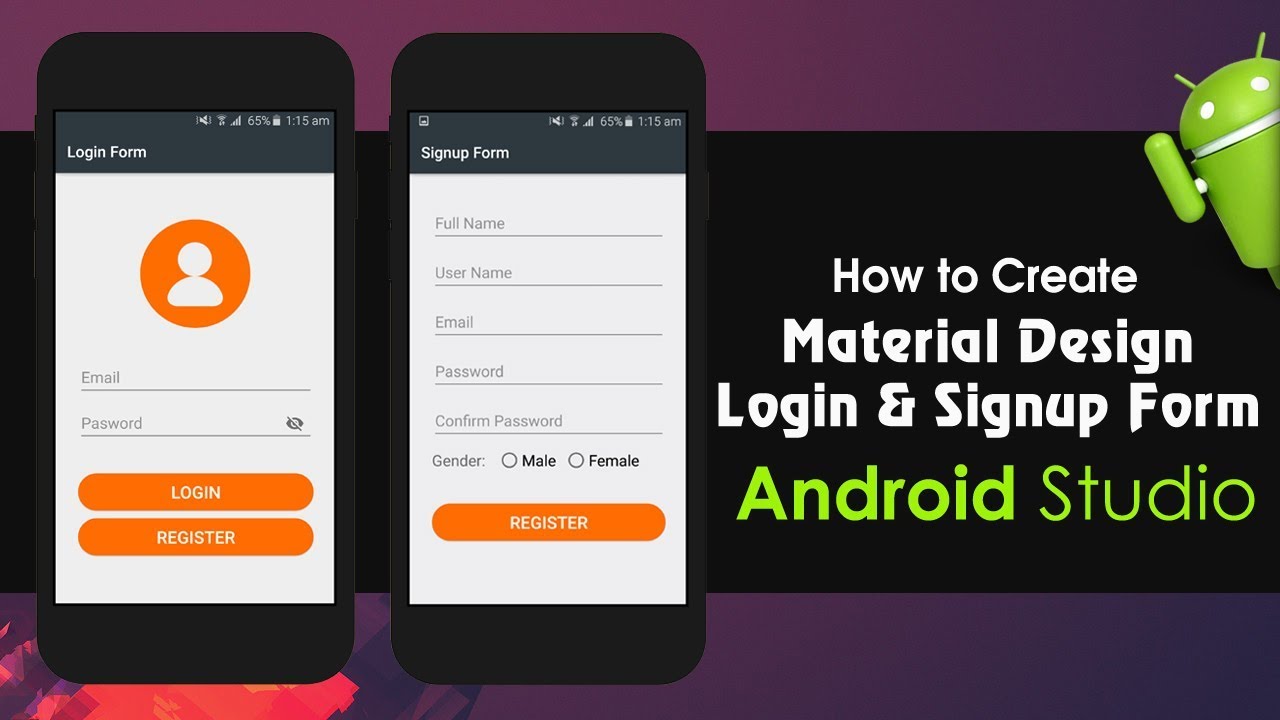 65% 1:15 am
Login Form
Email
Pasword
LOGIN
REGISTER
65% 1:15 am
Signup Form
Full Name
User Name
Email
Password
Confirm Password
Gender: Male Female
REGISTER
How to Create
Material Design
Login & Signup Form
Android Studio